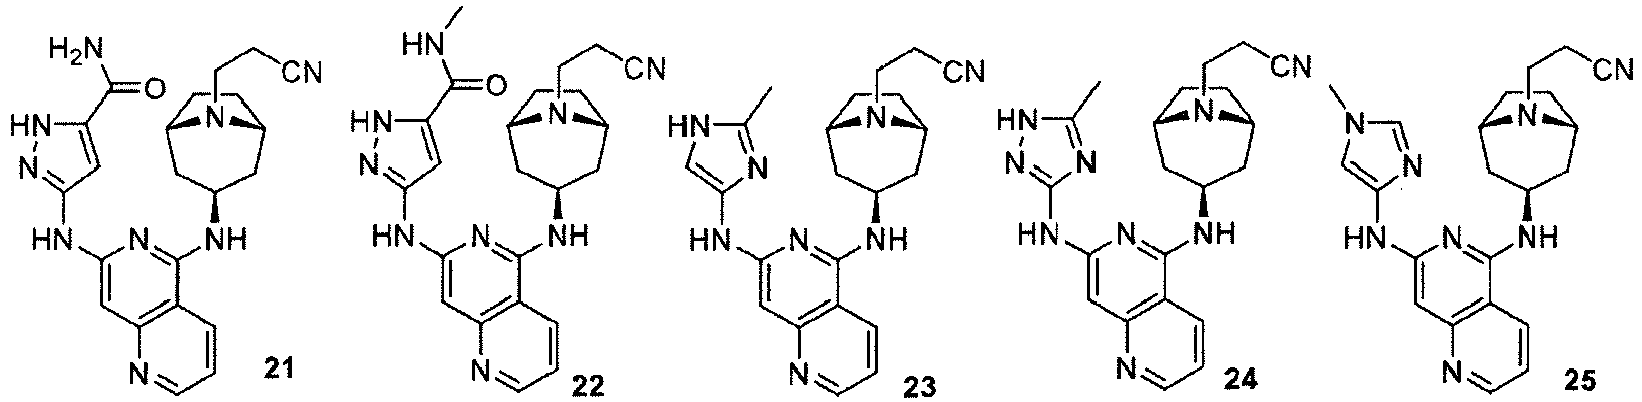 H₂N O CN N HN N HN N NH N 21
HN O CN N HN N HN N NH N 22
CN N HN N HN N NH N 23
CN N HN N N HN N NH N 24
CN N N N HN N NH N 25